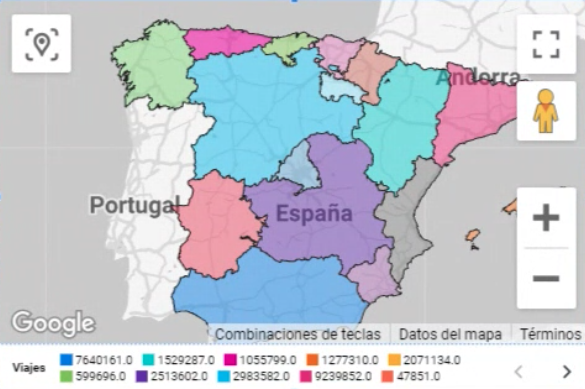 Andorra
Portugal
España
Google
Combinaciones de teclas Datos del mapa Términos
Viajes
7640161.0 1529287.0 1055799.0 1277310.0 2071134.0
599696.0 2513602.0 2983582.0 9239852.0 47851.0